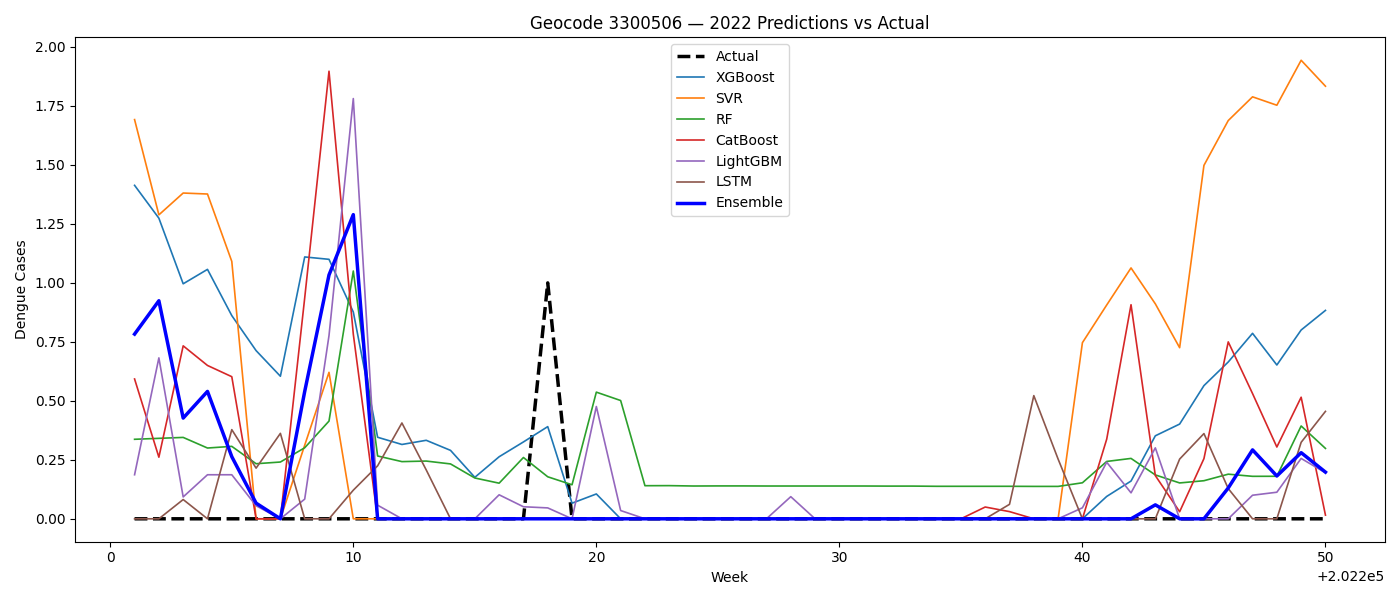 Geocode 3300506 — 2022 Predictions vs Actual
2.00
1.75
1.50
1.25
1.00
0.75
0.50
0.25
0.00
Dengue Cases
Actual
XGBoost
SVR
RF
CatBoost
LightGBM
LSTM
Ensemble
0 10 20 30 40 50
Week
+2.022e5